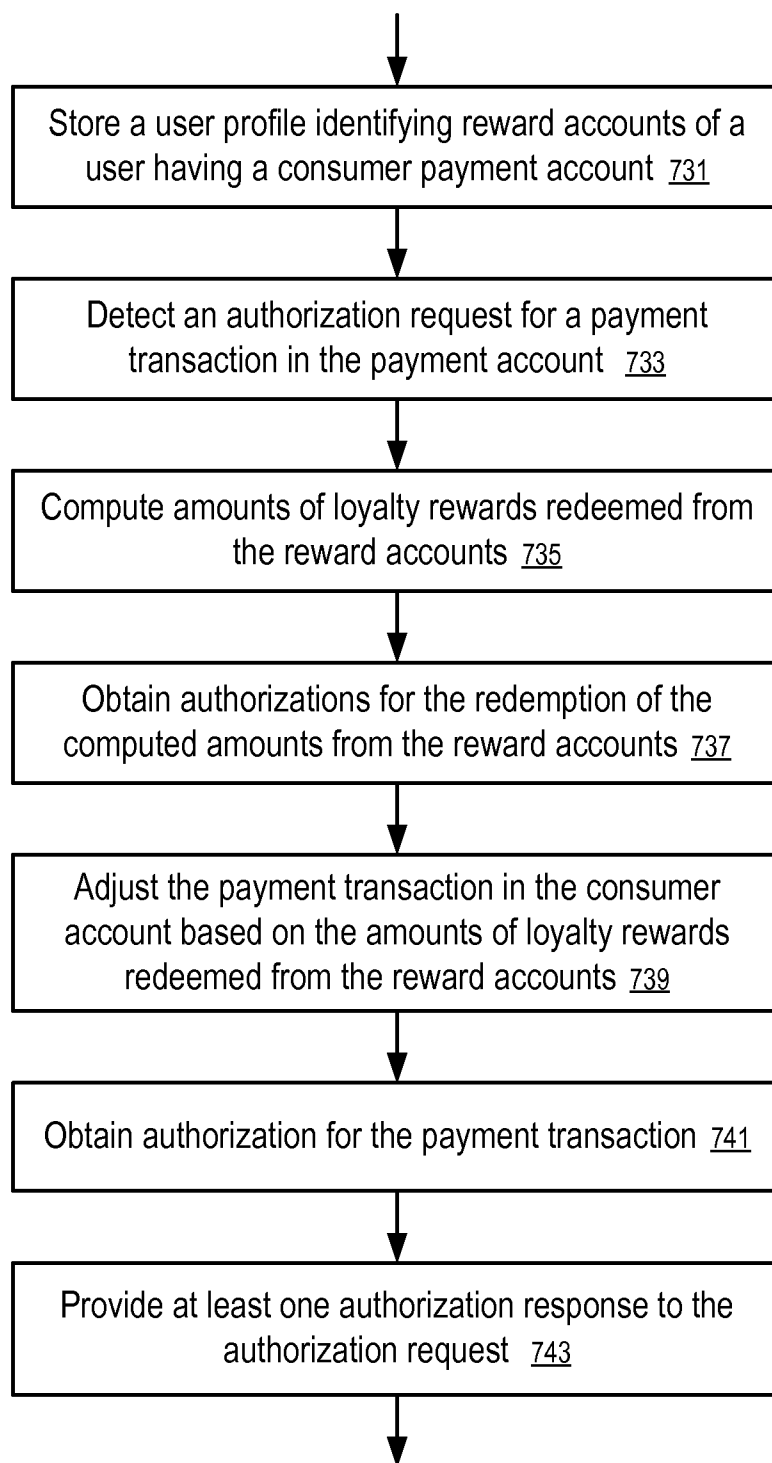 Store a user profile identifying reward accounts of a
user having a consumer payment account 731
Detect an authorization request for a payment
transaction in the payment account 733
Compute amounts of loyalty rewards redeemed from
the reward accounts 735
Obtain authorizations for the redemption of the
computed amounts from the reward accounts 737
Adjust the payment transaction in the consumer
account based on the amounts of loyalty rewards
redeemed from the reward accounts 739
Obtain authorization for the payment transaction 741
Provide at least one authorization response to the
authorization request 743